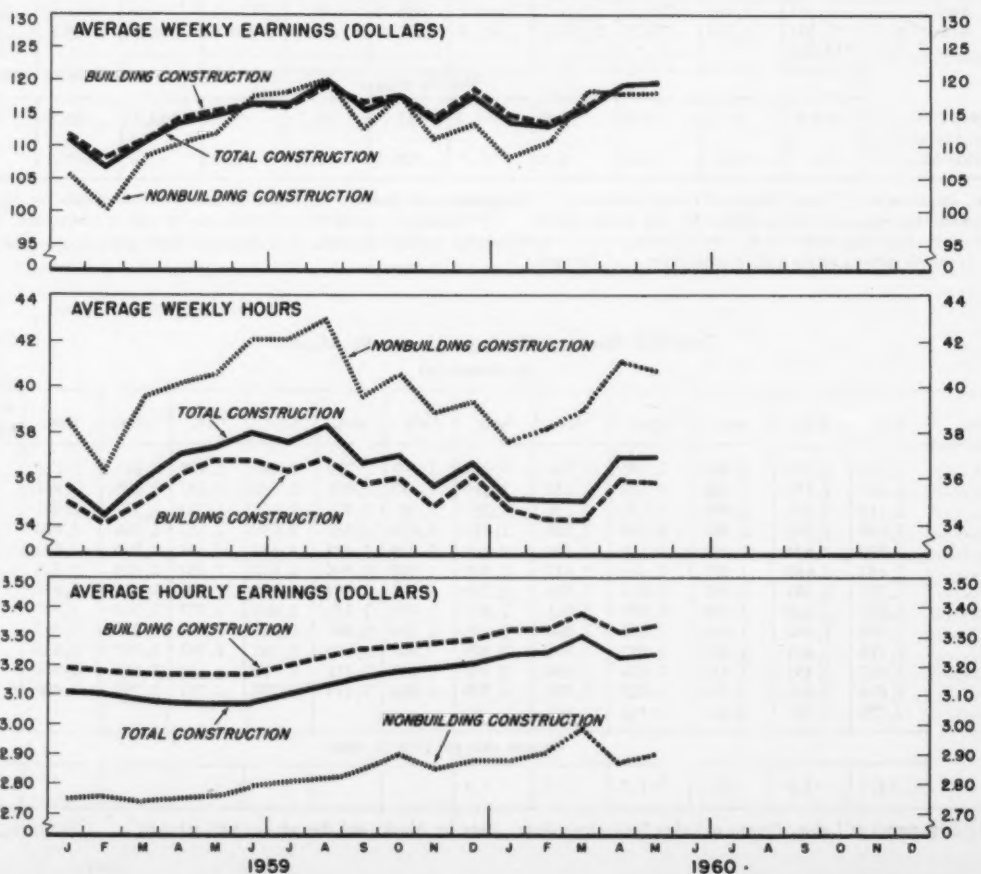 AVERAGE WEEKLY EARNINGS (DOLLARS)
130 130
125 125
120 120
115 115
110 110
105 105
100 100
95 95
0 0
BUILDING CONSTRUCTION
TOTAL CONSTRUCTION
NONBUILDING CONSTRUCTION
AVERAGE WEEKLY HOURS
44 44
42 42
40 40
38 38
36 36
34 34
0 0
NONBUILDING CONSTRUCTION
TOTAL CONSTRUCTION
BUILDING CONSTRUCTION
AVERAGE HOURLY EARNINGS (DOLLARS)
3.50 3.50
3.40 3.40
3.30 3.30
3.20 3.20
3.10 3.10
3.00 3.00
2.90 2.90
2.80 2.80
2.70 2.70
0 0
BUILDING CONSTRUCTION
TOTAL CONSTRUCTION
NONBUILDING CONSTRUCTION
J F M A M J J A S O N D J F M A M J J A S O N D
1959 1960